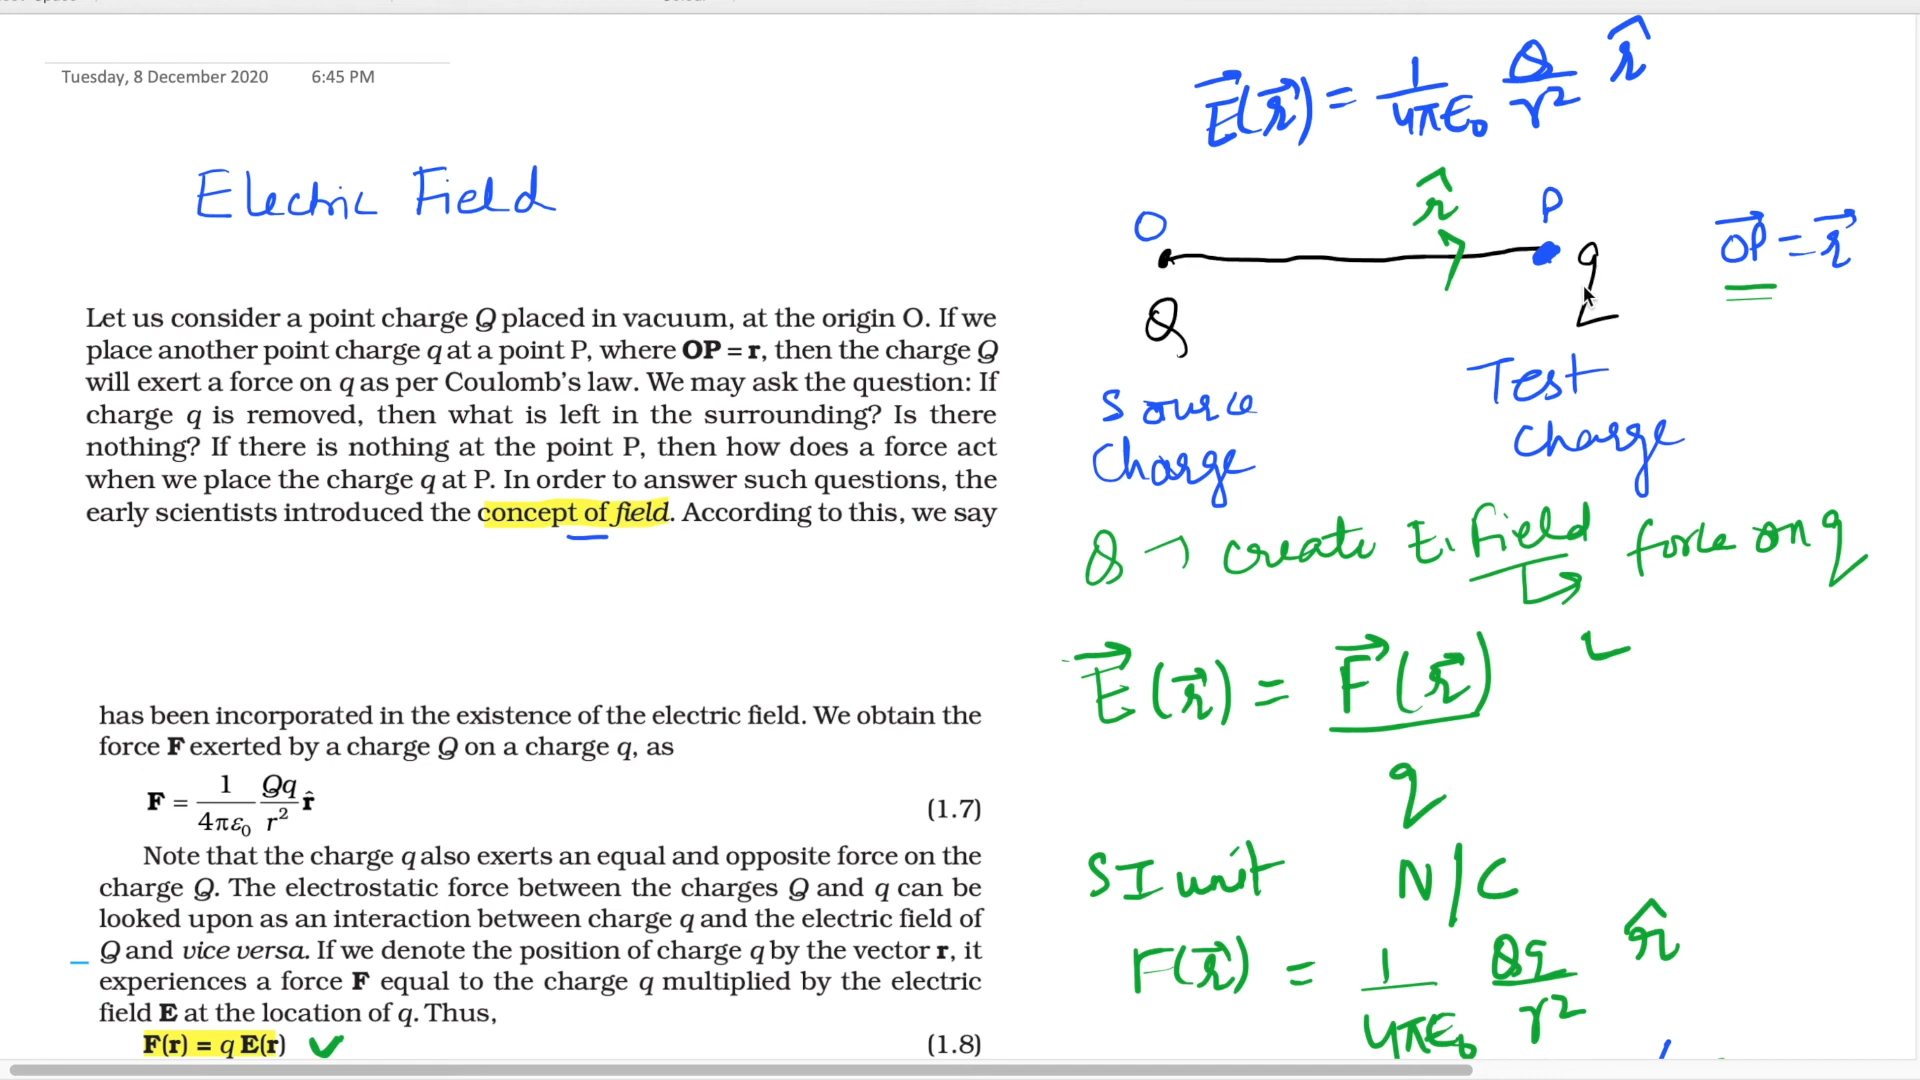 Tuesday, 8 December 2020 6:45 PM
Electric Field
Let us consider a point charge Q placed in vacuum, at the origin O. If we
place another point charge q at a point P, where OP = r, then the charge Q
will exert a force on q as per Coulomb's law. We may ask the question: If
charge q is removed, then what is left in the surrounding? Is there
nothing? If there is nothing at the point P, then how does a force act
when we place the charge q at P. In order to answer such questions, the
early scientists introduced the concept of field. According to this, we say
has been incorporated in the existence of the electric field. We obtain the
force F exerted by a charge Q on a charge q, as
F = 1/4πε₀ Qq/r² r̂ (1.7)
Note that the charge q also exerts an equal and opposite force on the
charge Q. The electrostatic force between the charges Q and q can be
looked upon as an interaction between charge q and the electric field of
Q and vice versa. If we denote the position of charge q by the vector r, it
experiences a force F equal to the charge q multiplied by the electric
field E at the location of q. Thus,
F(r) = q E(r) (1.8)
E⃗(r⃗) = 1/4πε₀ Q/r² r̂
r̂
O P
q
OP⃗ = r⃗
Q
Source
Charge
Test
Charge
Q → create E. Field force on q
E⃗(r⃗) = F⃗(r⃗)/q
SI unit N/C
F(r⃗) = 1/4πε₀ Qq/r² r̂